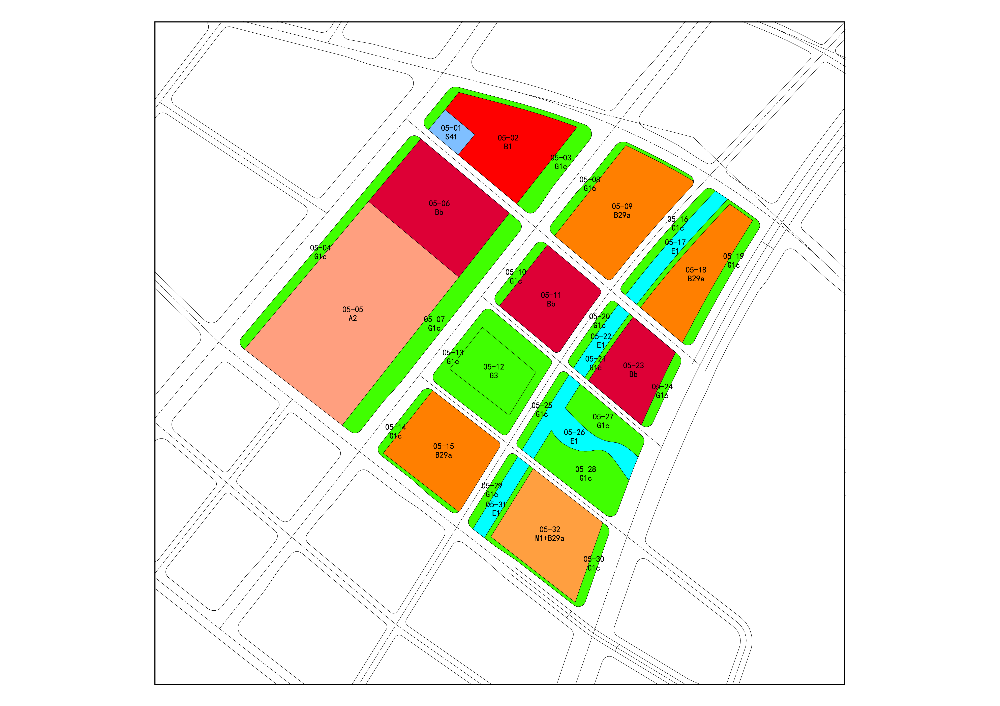 05-01
S41
05-02
B1
05-03
G1c
05-04
G1c
05-05
A2
05-06
Bb
05-07
G1c
05-08
G1c
05-09
B29a
05-10
G1c
05-11
Bb
05-12
G3
05-13
G1c
05-14
G1c
05-15
B29a
05-16
G1c
05-17
E1
05-18
B29a
05-19
G1c
05-20
G1c
05-22
E1
05-21
G1c
05-23
Bb
05-24
G1c
05-25
G1c
05-26
E1
05-27
G1c
05-28
G1c
05-29
G1c
05-31
E1
05-32
M1+B29a
05-30
G1c